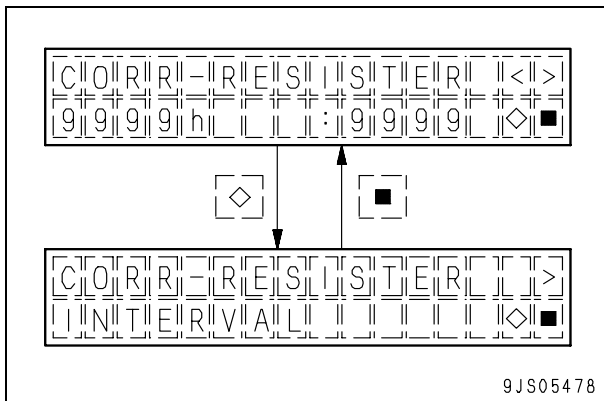 CORR-RESISTER <>
9999h   :9999 ◇■
◇ ■
CORR-RESISTER  >
INTERVAL      ◇■
9JS05478